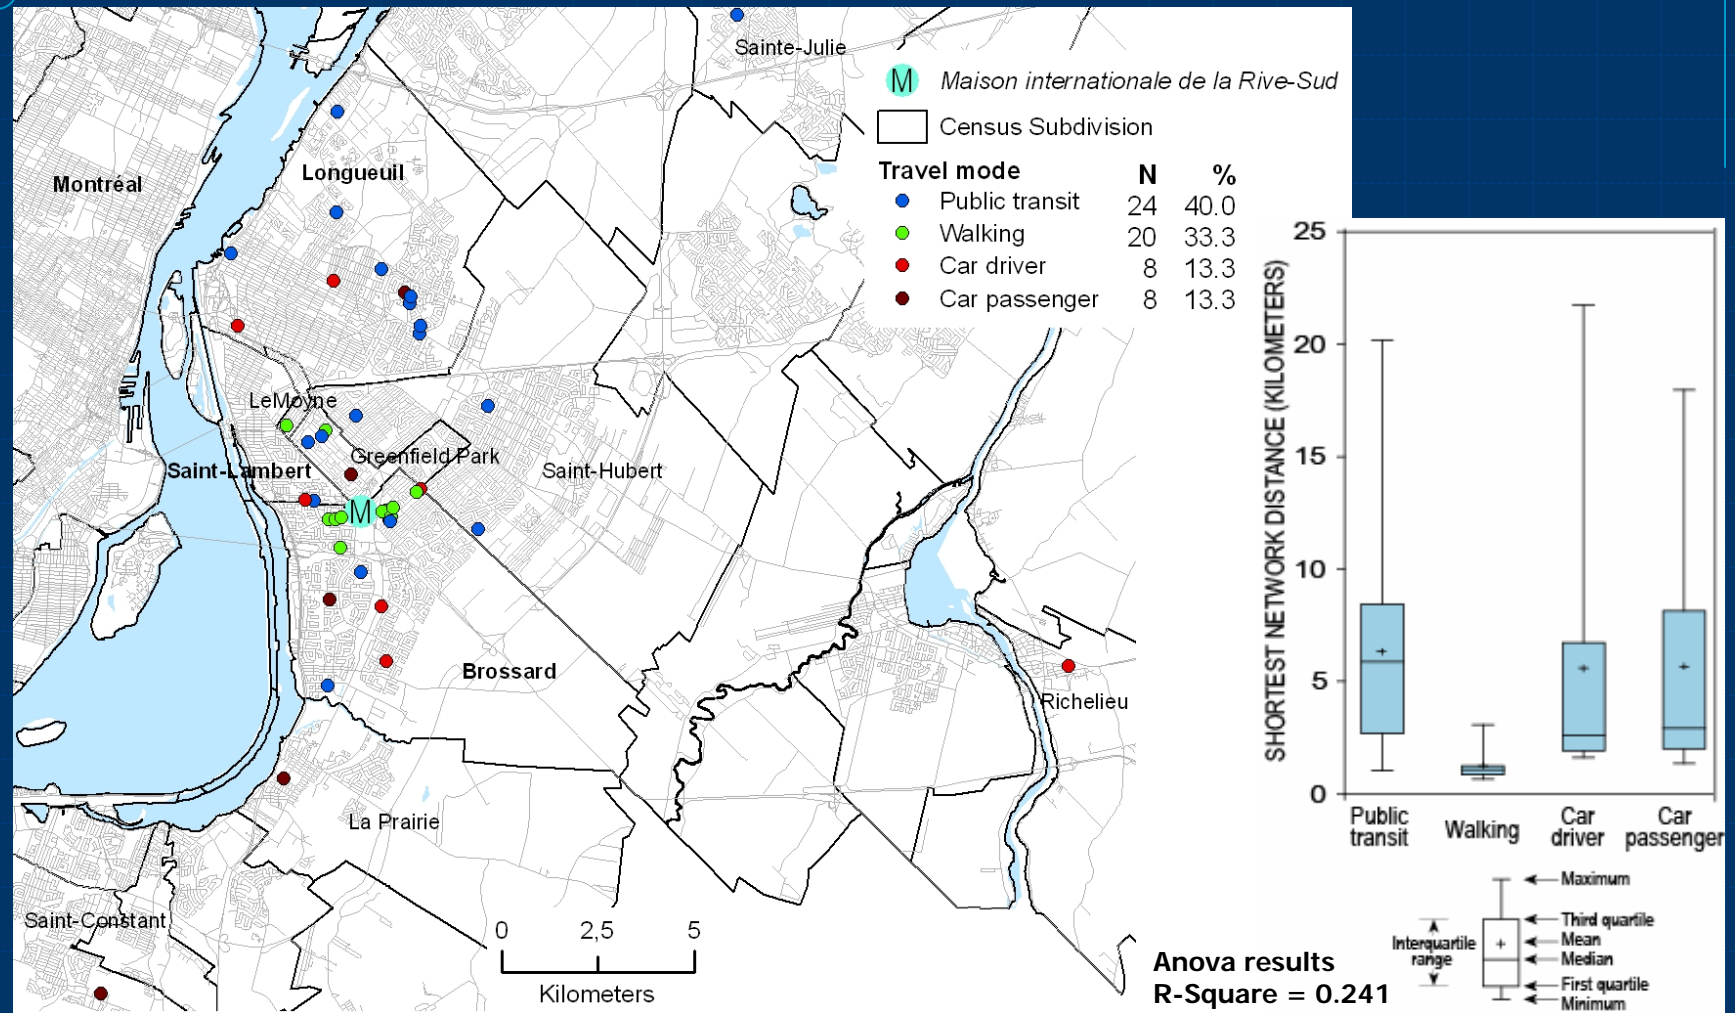 Sainte-Julie
M Maison internationale de la Rive-Sud
Census Subdivision
Travel mode N %
Public transit 24 40.0
Walking 20 33.3
Car driver 8 13.3
Car passenger 8 13.3
Montréal
Longueuil
LeMoyne
Greenfield Park
Saint-Lambert
Saint-Hubert
M
Brossard
Richelieu
La Prairie
Saint-Constant
0 2,5 5
Kilometers
SHORTEST NETWORK DISTANCE (KILOMETERS)
25
20
15
10
5
0
Public transit
Walking
Car driver
Car passenger
Maximum
Third quartile
Mean
Median
First quartile
Minimum
Interquartile range
Anova results
R-Square = 0.241